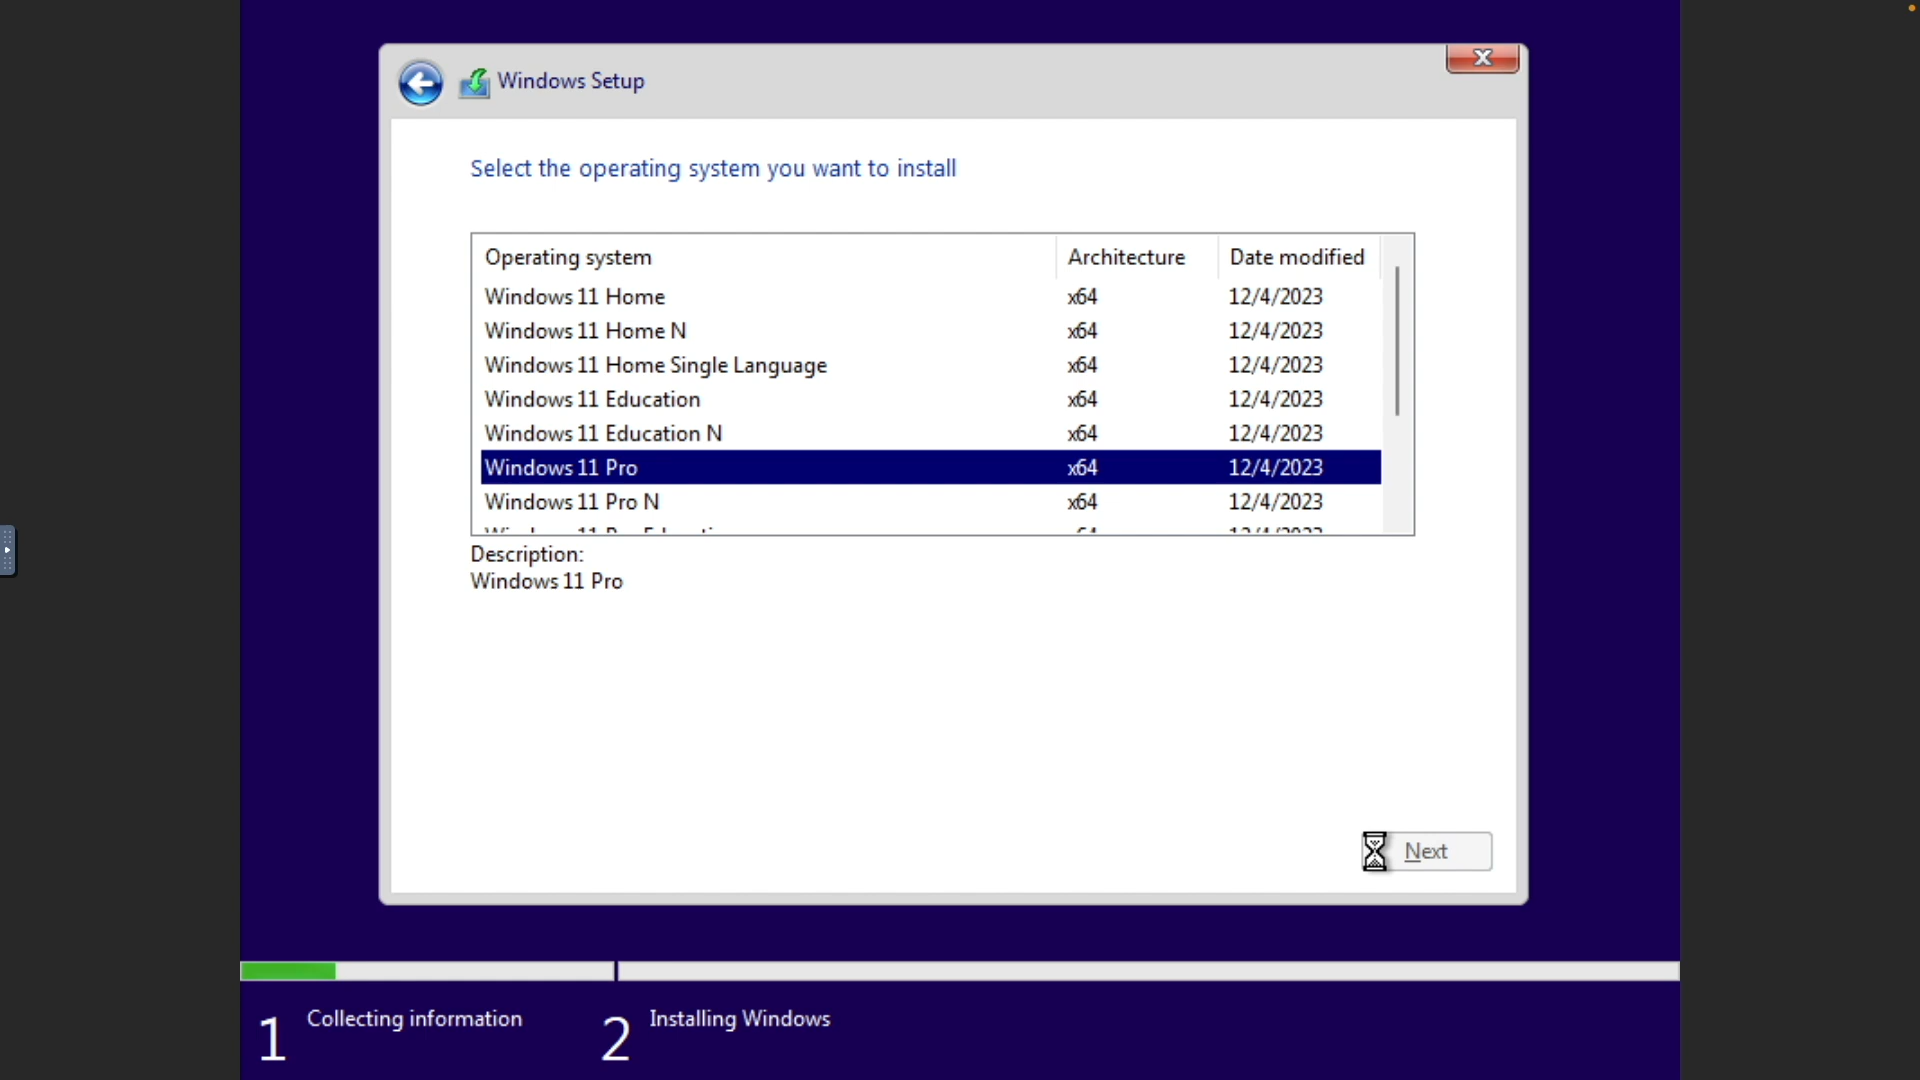 Windows Setup
Select the operating system you want to install
Operating system Architecture Date modified
Windows 11 Home x64 12/4/2023
Windows 11 Home N x64 12/4/2023
Windows 11 Home Single Language x64 12/4/2023
Windows 11 Education x64 12/4/2023
Windows 11 Education N x64 12/4/2023
Windows 11 Pro x64 12/4/2023
Windows 11 Pro N x64 12/4/2023
Description:
Windows 11 Pro
Next
1 Collecting information 2 Installing Windows